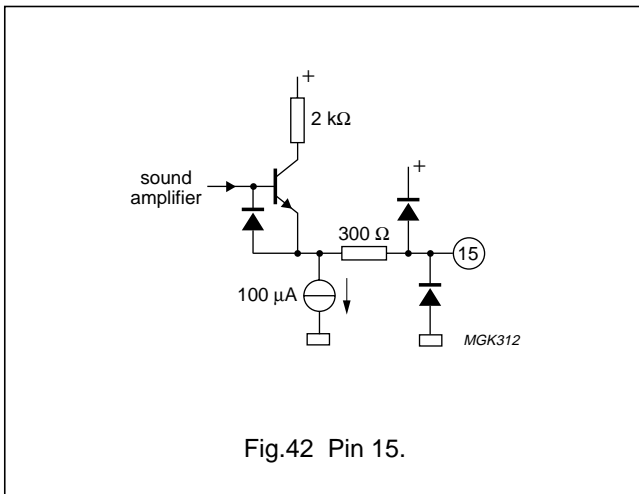 +
2 kΩ
sound
amplifier
+
300 Ω
15
100 µA
MGK312
Fig.42 Pin 15.